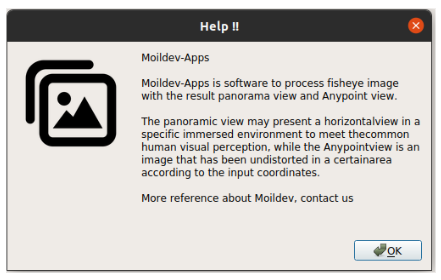 Help !!
Moildev-Apps
Moildev-Apps is software to process fisheye image
with the result panorama view and Anypoint view.
The panoramic view may present a horizontalview in a
specific immersed environment to meet thecommon
human visual perception, while the Anypointview is an
image that has been undistorted in a certainarea
according to the input coordinates.
More reference about Moildev, contact us
OK